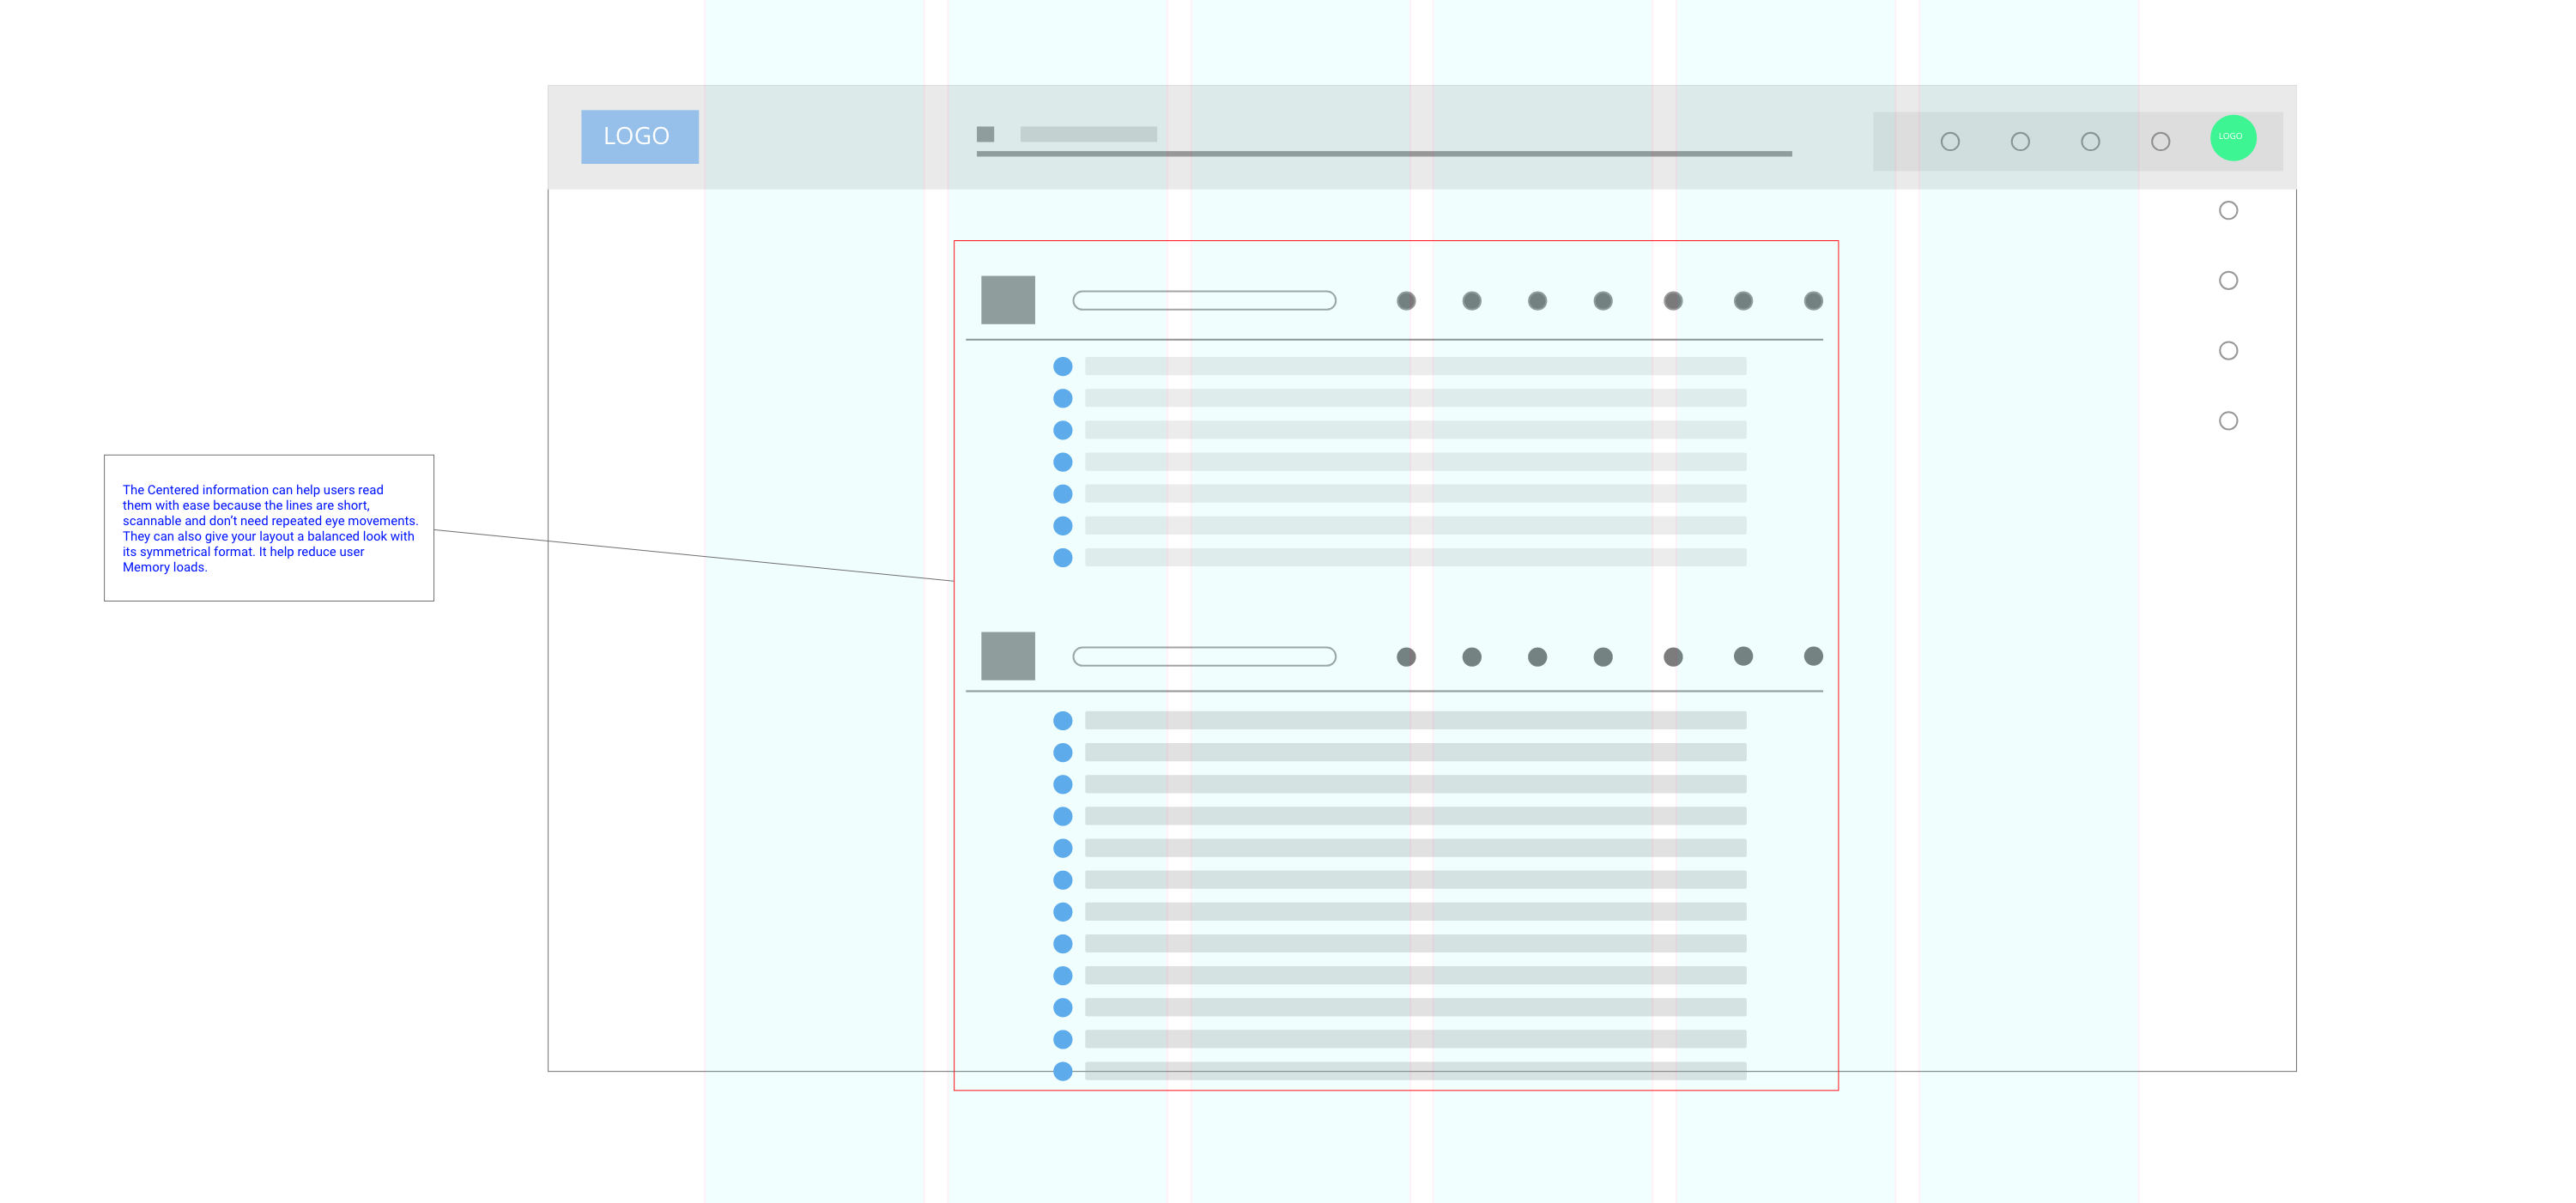 LOGO
LOGO
The Centered information can help users read
them with ease because the lines are short,
scannable and don't need repeated eye movements.
They can also give your layout a balanced look with
its symmetrical format. It help reduce user
Memory loads.